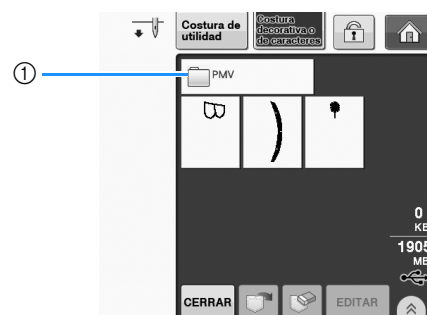 Costura de
utilidad
Costura
decorativa o
de caracteres
①
PMV
0
KB
1905
MB
CERRAR
EDITAR